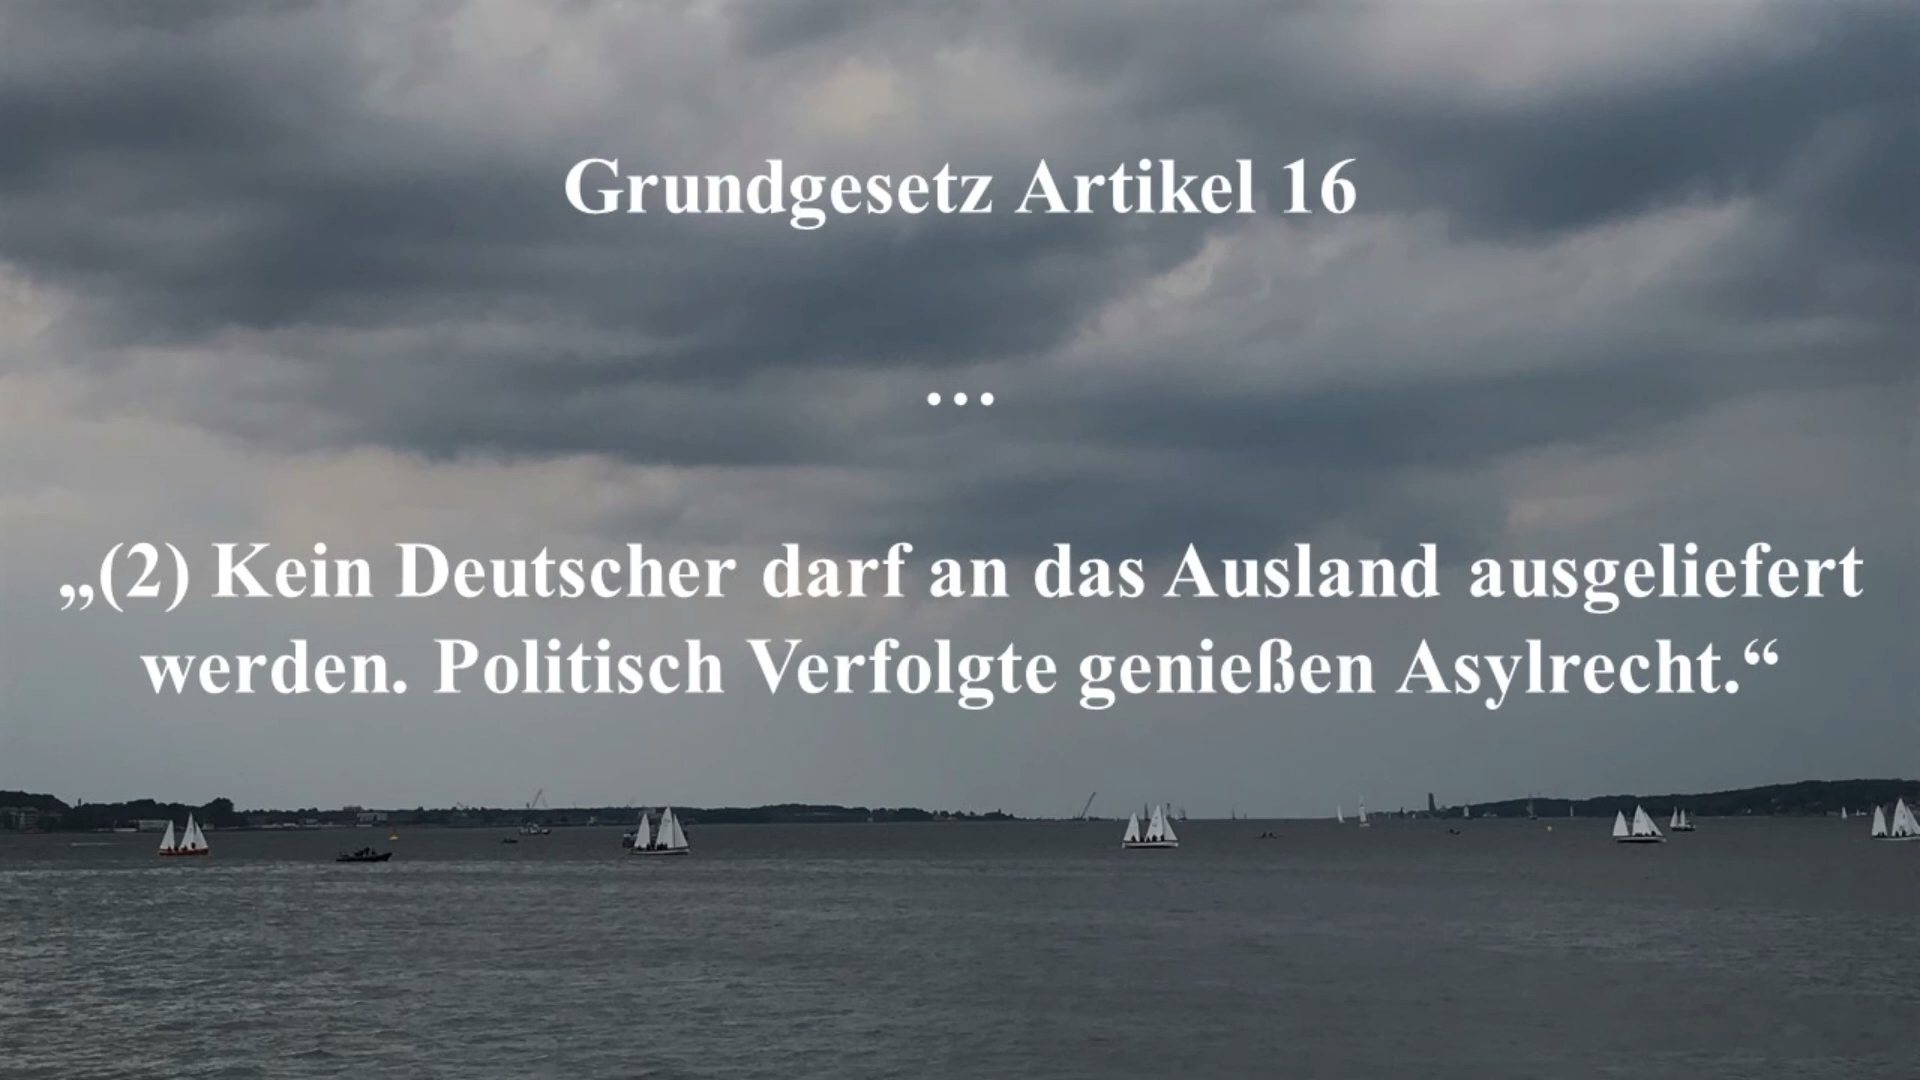 Grundgesetz Artikel 16
…
„(2) Kein Deutscher darf an das Ausland ausgeliefert
werden. Politisch Verfolgte genießen Asylrecht.“